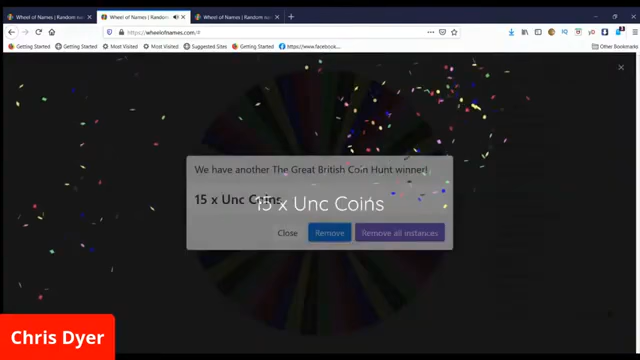 Wheel of Names | Random na
Wheel of Names | Random
Wheel of Names | Random na
https://wheelofnames.com/#
Getting Started
Getting Started
Most Visited
Most Visited
Suggested Sites
Getting Started
https://www.facebook....
Other Bookmarks
We have another The Great British Coin Hunt winner!
15 x Unc Coins
15 x Unc Coins
Close
Remove
Remove all instances
Chris Dyer